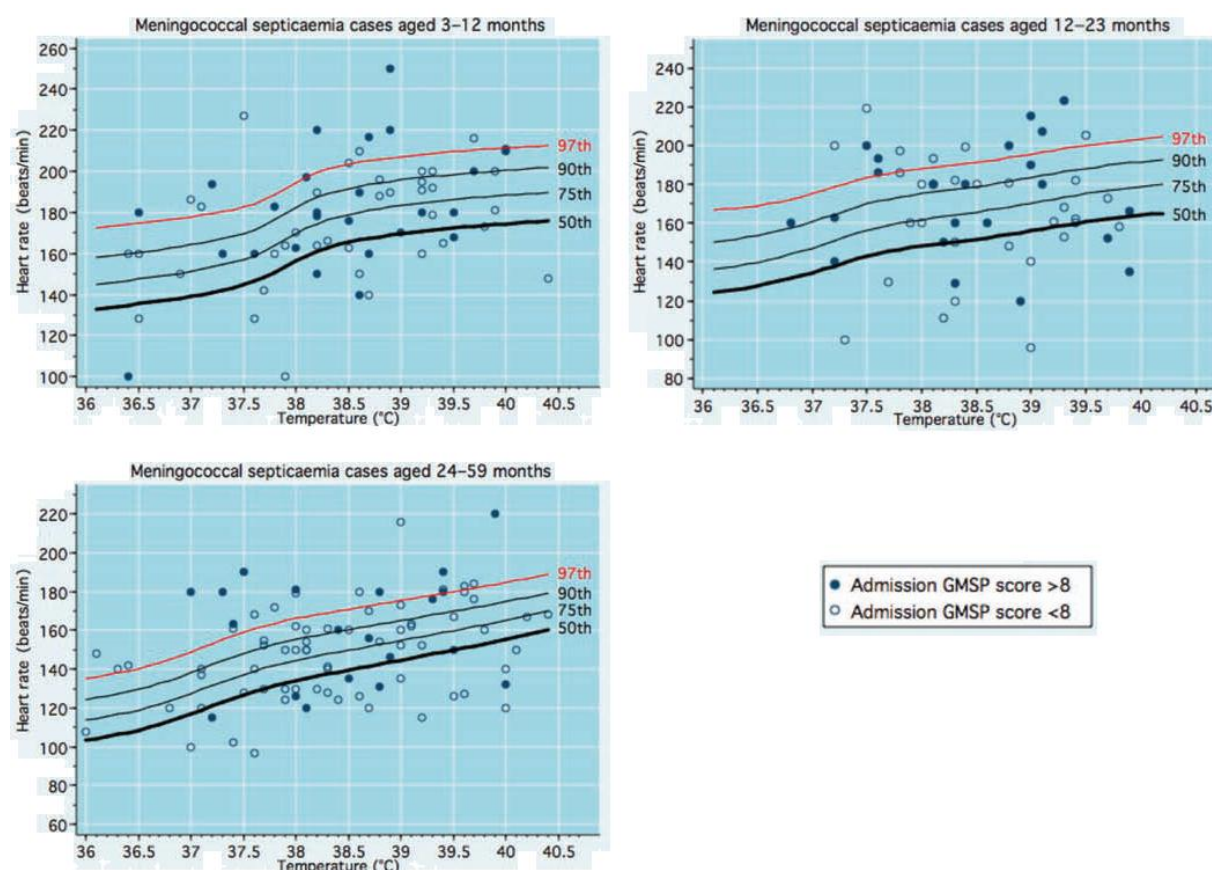 Meningococcal septicaemia cases aged 3–12 months
Heart rate (beats/min)
260
240
220
200
180
160
140
120
100
97th
90th
75th
50th
36 36.5 37 37.5 38 38.5 39 39.5 40 40.5
Temperature (°C)
Meningococcal septicaemia cases aged 12–23 months
Heart rate (beats/min)
240
220
200
180
160
140
120
100
80
97th
90th
75th
50th
36 36.5 37 37.5 38 38.5 39 39.5 40 40.5
Temperature (°C)
Meningococcal septicaemia cases aged 24–59 months
Heart rate (beats/min)
220
200
180
160
140
120
100
80
60
97th
90th
75th
50th
36 36.5 37 37.5 38 38.5 39 39.5 40 40.5
Temperature (°C)
Admission GMSP score >8
Admission GMSP score <8